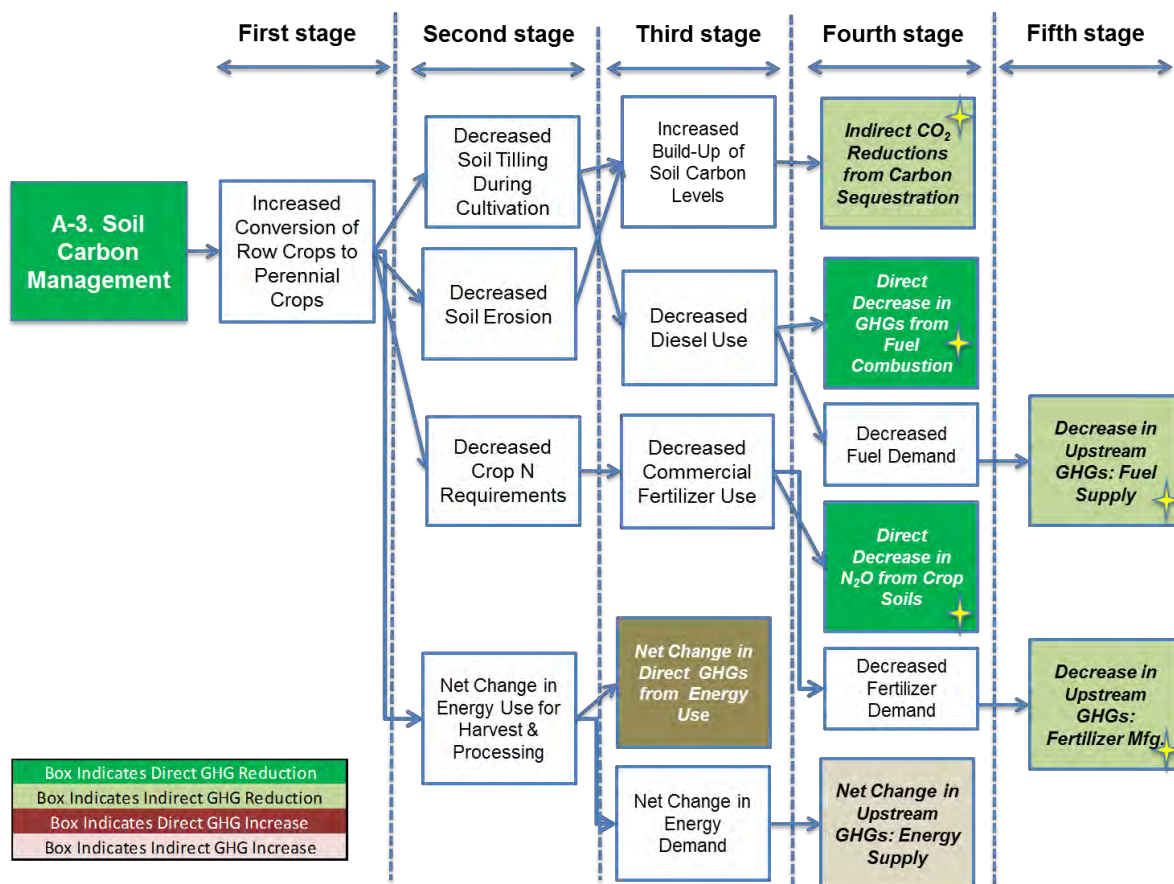 First stage
Second stage
Third stage
Fourth stage
Fifth stage
A-3. Soil
Carbon
Management
Increased
Conversion of
Row Crops to
Perennial
Crops
Decreased
Soil Tilling
During
Cultivation
Decreased
Soil Erosion
Decreased
Crop N
Requirements
Net Change in
Energy Use for
Harvest &
Processing
Increased
Build-Up of
Soil Carbon
Levels
Decreased
Diesel Use
Decreased
Commercial
Fertilizer Use
Net Change in
Direct GHGs
from Energy
Use
Net Change in
Energy
Demand
Indirect CO₂
Reductions
from Carbon
Sequestration
Direct
Decrease in
GHGs from
Fuel
Combustion
Decreased
Fuel Demand
Direct
Decrease in
N₂O from Crop
Soils
Decreased
Fertilizer
Demand
Net Change in
Upstream
GHGs: Energy
Supply
Decrease in
Upstream
GHGs: Fuel
Supply
Decrease in
Upstream
GHGs:
Fertilizer Mfg.
Box Indicates Direct GHG Reduction
Box Indicates Indirect GHG Reduction
Box Indicates Direct GHG Increase
Box Indicates Indirect GHG Increase